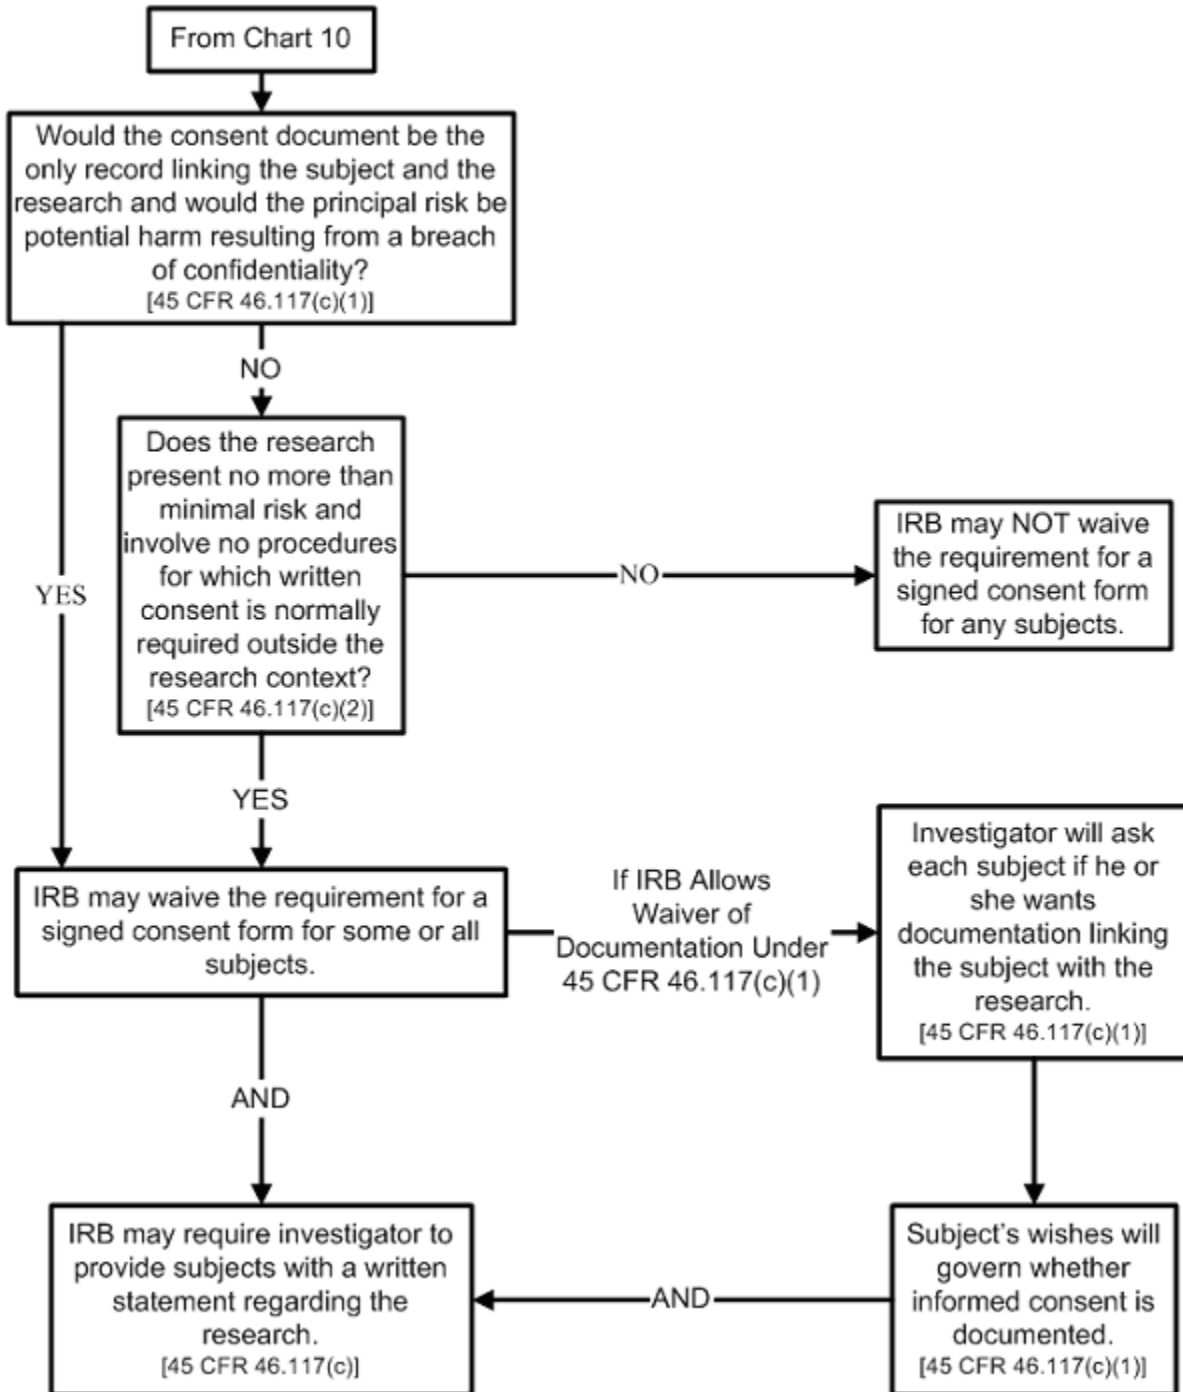 From Chart 10
Would the consent document be the
only record linking the subject and the
research and would the principal risk be
potential harm resulting from a breach
of confidentiality?
[45 CFR 46.117(c)(1)]
NO
YES
Does the research
present no more than
minimal risk and
involve no procedures
for which written
consent is normally
required outside the
research context?
[45 CFR 46.117(c)(2)]
NO
IRB may NOT waive
the requirement for a
signed consent form
for any subjects.
YES
IRB may waive the requirement for a
signed consent form for some or all
subjects.
If IRB Allows
Waiver of
Documentation Under
45 CFR 46.117(c)(1)
Investigator will ask
each subject if he or
she wants
documentation linking
the subject with the
research.
[45 CFR 46.117(c)(1)]
AND
IRB may require investigator to
provide subjects with a written
statement regarding the
research.
[45 CFR 46.117(c)]
AND
Subject's wishes will
govern whether
informed consent is
documented.
[45 CFR 46.117(c)(1)]